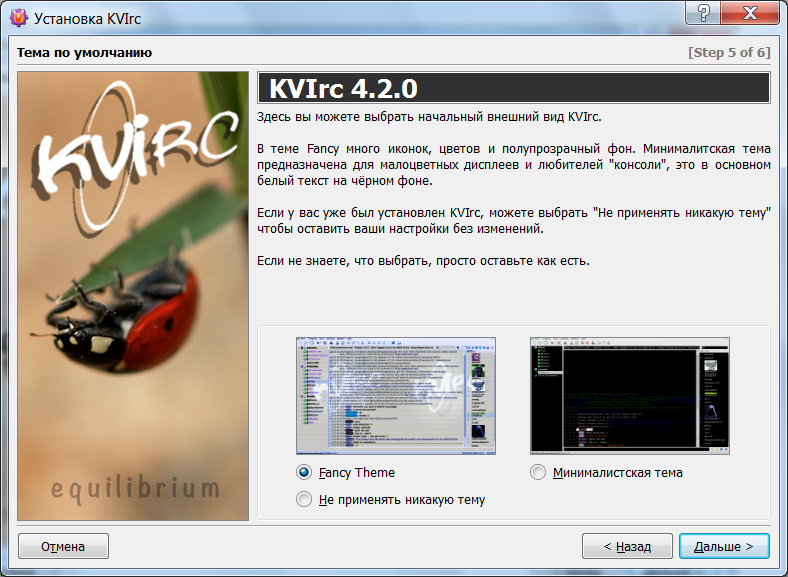 Установка KVIrc
Тема по умолчанию
[Step 5 of 6]
KVIrc
equilibrium
KVIrc 4.2.0
Здесь вы можете выбрать начальный внешний вид KVIrc.
В теме Fancy много иконок, цветов и полупрозрачный фон. Минималитская тема
предназначена для малоцветных дисплеев и любителей "консоли", это в основном
белый текст на чёрном фоне.
Если у вас уже был установлен KVIrc, можете выбрать "Не применять никакую тему"
чтобы оставить ваши настройки без изменений.
Если не знаете, что выбрать, просто оставьте как есть.
Fancy Theme
Минималистская тема
Не применять никакую тему
Отмена
< Назад
Дальше >